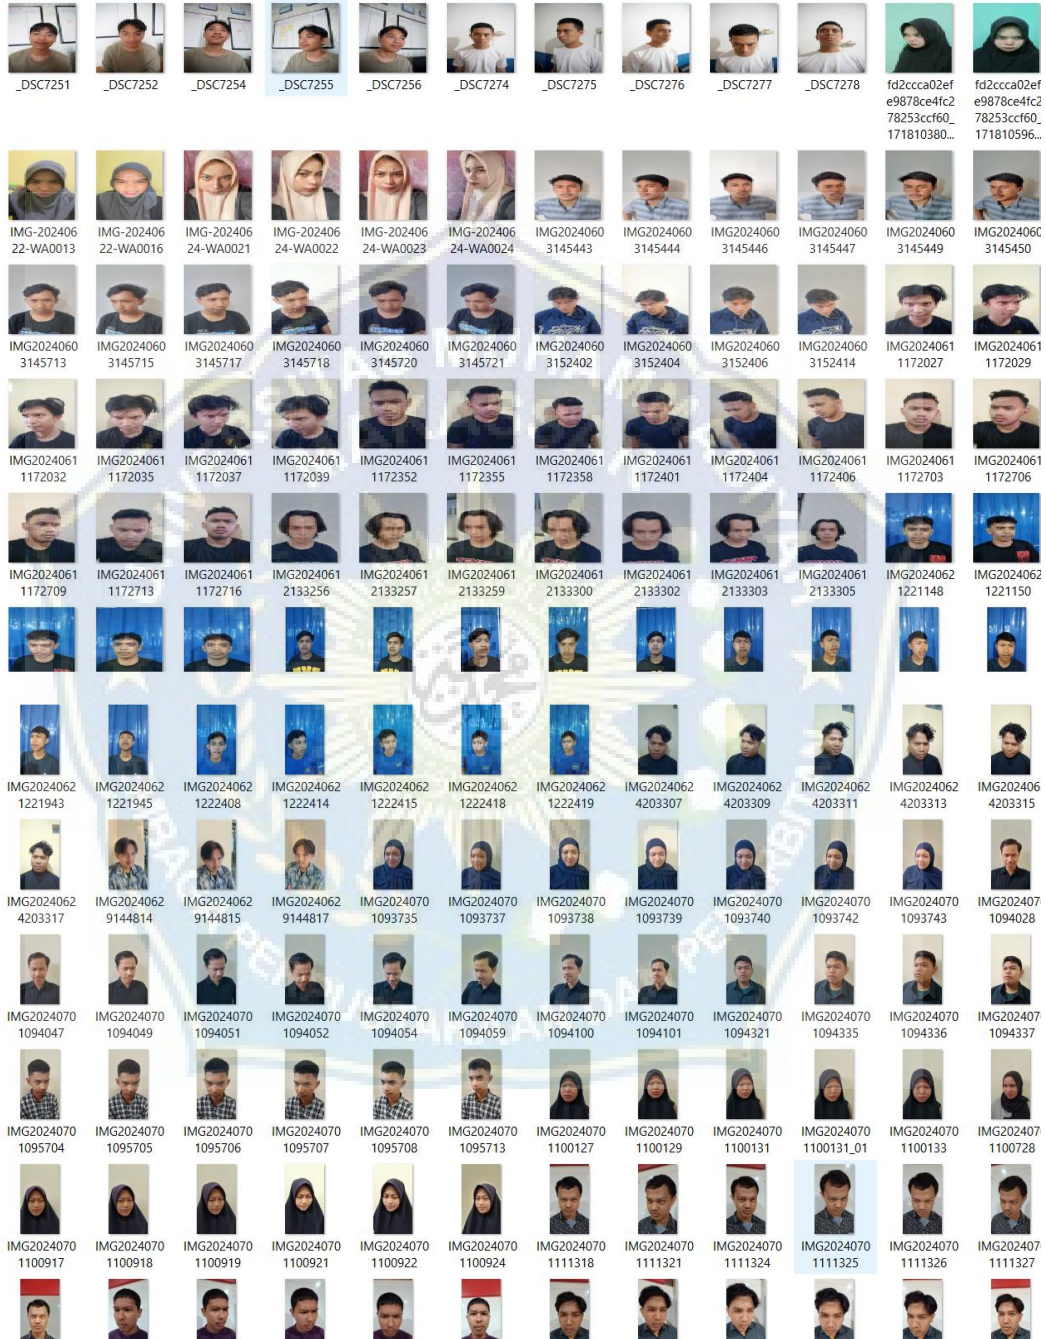 _DSC7251 _DSC7252 _DSC7254 _DSC7255 _DSC7256 _DSC7274 _DSC7275 _DSC7276 _DSC7277 _DSC7278 fd2ccca02ef fd2ccca02ef
e9878ce4fc2 e9878ce4fc2
78253ccf60_ 78253ccf60_
171810380... 171810596...
IMG-202406 IMG-202406 IMG-202406 IMG-202406 IMG-202406 IMG-202406 IMG2024060 IMG2024060 IMG2024060 IMG2024060 IMG2024060 IMG2024060
22-WA0013 22-WA0016 24-WA0021 24-WA0022 24-WA0023 24-WA0024 3145443 3145444 3145446 3145447 3145449 3145450
IMG2024060 IMG2024060 IMG2024060 IMG2024060 IMG2024060 IMG2024060 IMG2024060 IMG2024060 IMG2024060 IMG2024060 IMG2024061 IMG2024061
3145713 3145715 3145717 3145718 3145720 3145721 3152402 3152404 3152406 3152414 1172027 1172029
IMG2024061 IMG2024061 IMG2024061 IMG2024061 IMG2024061 IMG2024061 IMG2024061 IMG2024061 IMG2024061 IMG2024061 IMG2024061 IMG2024061
1172032 1172035 1172037 1172039 1172352 1172355 1172358 1172401 1172404 1172406 1172703 1172706
IMG2024061 IMG2024061 IMG2024061 IMG2024061 IMG2024061 IMG2024061 IMG2024061 IMG2024061 IMG2024061 IMG2024061 IMG2024062 IMG2024062
1172709 1172713 1172716 2133256 2133257 2133259 2133300 2133302 2133303 2133305 1221148 1221150
IMG2024062 IMG2024062 IMG2024062 IMG2024062 IMG2024062 IMG2024062 IMG2024062 IMG2024062 IMG2024062 IMG2024062 IMG2024062 IMG202406
1221943 1221945 1222408 1222414 1222415 1222418 1222419 4203307 4203309 4203311 4203313 4203315
IMG2024062 IMG2024062 IMG2024062 IMG2024062 IMG2024070 IMG2024070 IMG2024070 IMG2024070 IMG2024070 IMG2024070 IMG2024070 IMG202407
4203317 9144814 9144815 9144817 1093735 1093737 1093738 1093739 1093740 1093742 1093743 1094028
IMG2024070 IMG2024070 IMG2024070 IMG2024070 IMG2024070 IMG2024070 IMG2024070 IMG2024070 IMG2024070 IMG2024070 IMG2024070 IMG202407
1094047 1094049 1094051 1094052 1094054 1094059 1094100 1094101 1094321 1094335 1094336 1094337
IMG2024070 IMG2024070 IMG2024070 IMG2024070 IMG2024070 IMG2024070 IMG2024070 IMG2024070 IMG2024070 IMG2024070 IMG2024070 IMG202407
1095704 1095705 1095706 1095707 1095708 1095713 1100127 1100129 1100131 1100131_01 1100133 1100728
IMG2024070 IMG2024070 IMG2024070 IMG2024070 IMG2024070 IMG2024070 IMG2024070 IMG2024070 IMG2024070 IMG2024070 IMG2024070 IMG202407
1100917 1100918 1100919 1100921 1100922 1100924 1111318 1111321 1111324 1111325 1111326 1111327